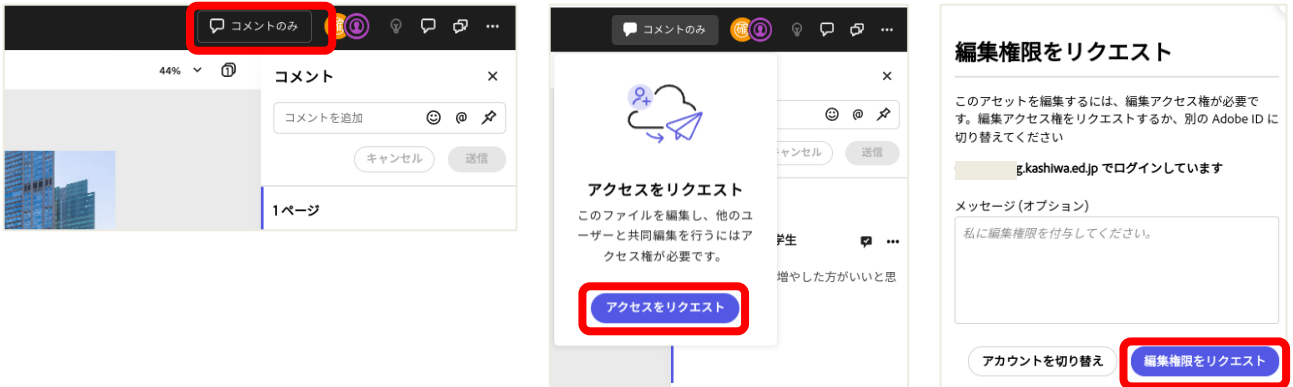 コメントのみ
44%
コメント
コメントを追加
キャンセル
送信
1ページ
コメントのみ
確
アクセスをリクエスト
このファイルを編集し、他のユ
ーザーと共同編集を行うにはア
クセス権が必要です。
アクセスをリクエスト
ャンセル
送信
学生
増やした方がいいと思
編集権限をリクエスト
このアセットを編集するには、編集アクセス権が必要で
す。編集アクセス権をリクエストするか、別の Adobe ID に
切り替えてください
g.kashiwa.ed.jp でログインしています
メッセージ (オプション)
私に編集権限を付与してください。
アカウントを切り替え
編集権限をリクエスト